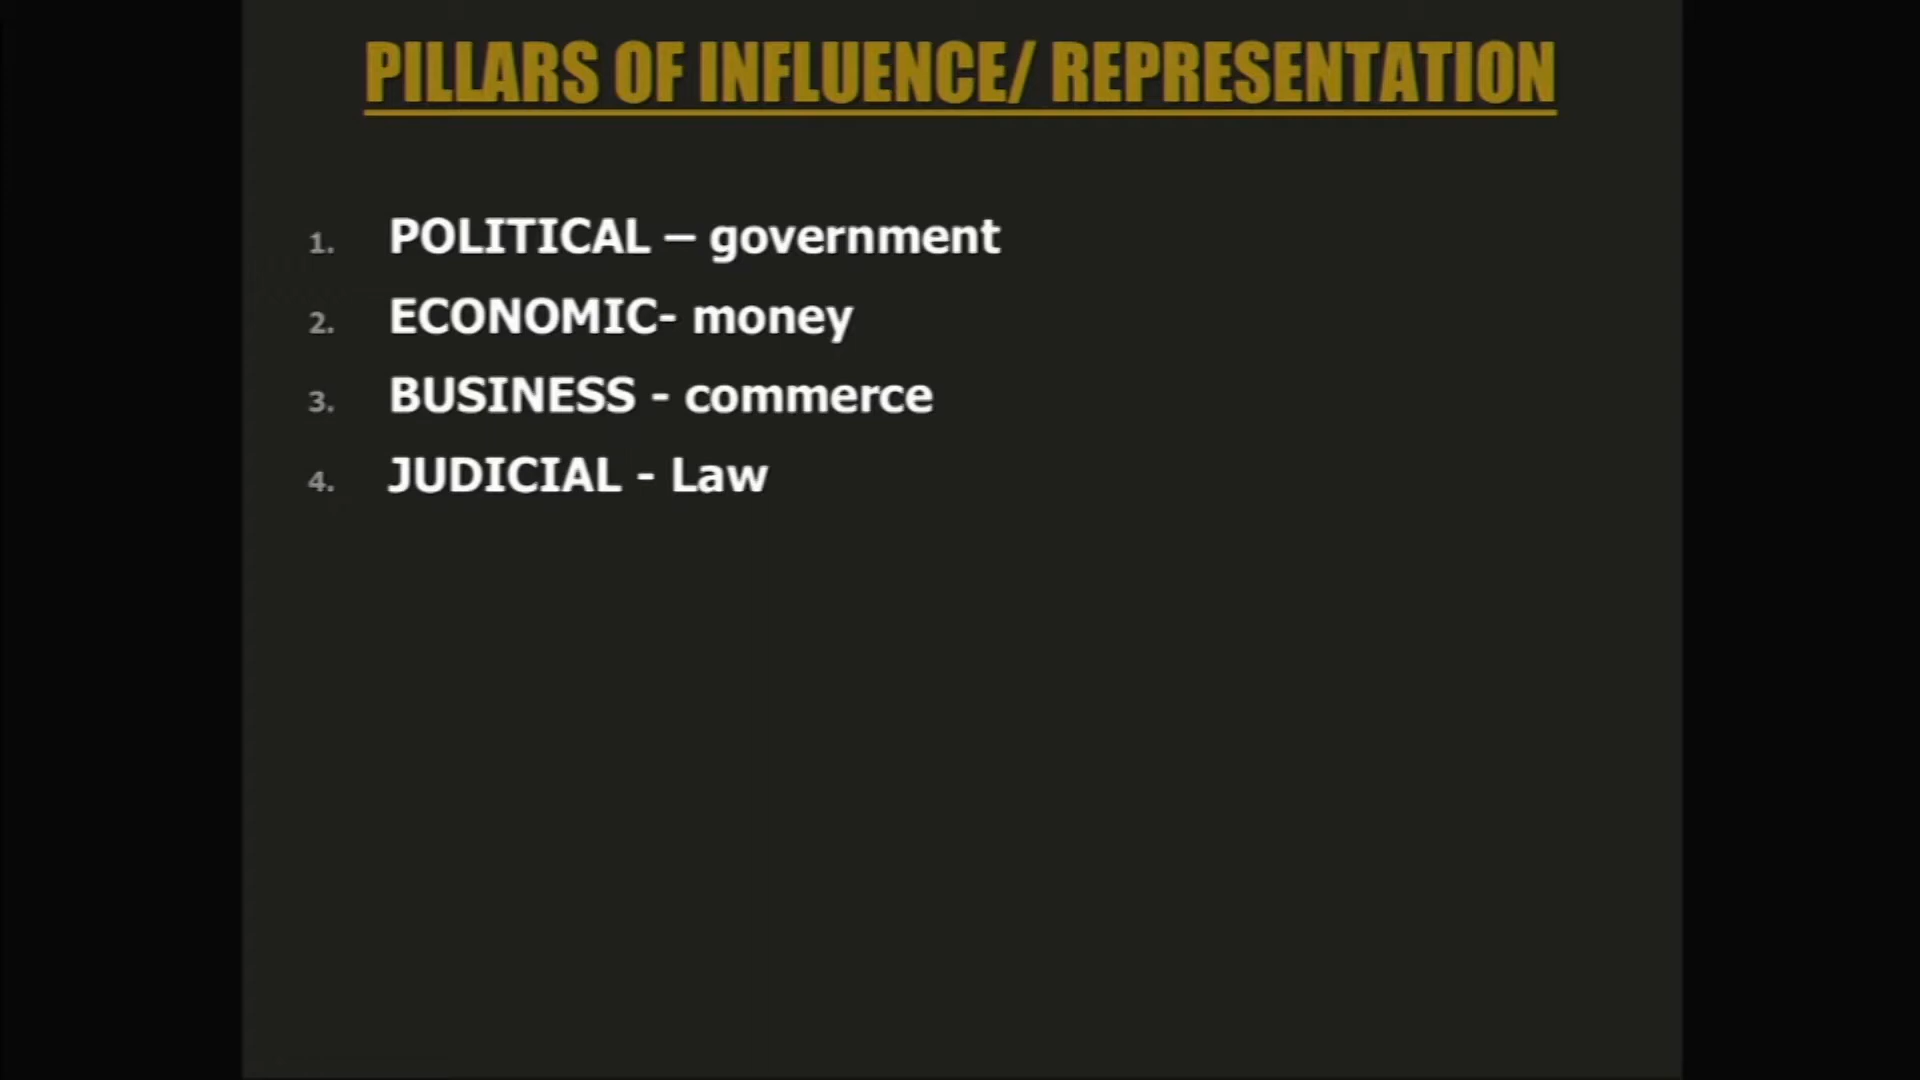 PILLARS OF INFLUENCE/ REPRESENTATION
1. POLITICAL – government
2. ECONOMIC- money
3. BUSINESS - commerce
4. JUDICIAL - Law